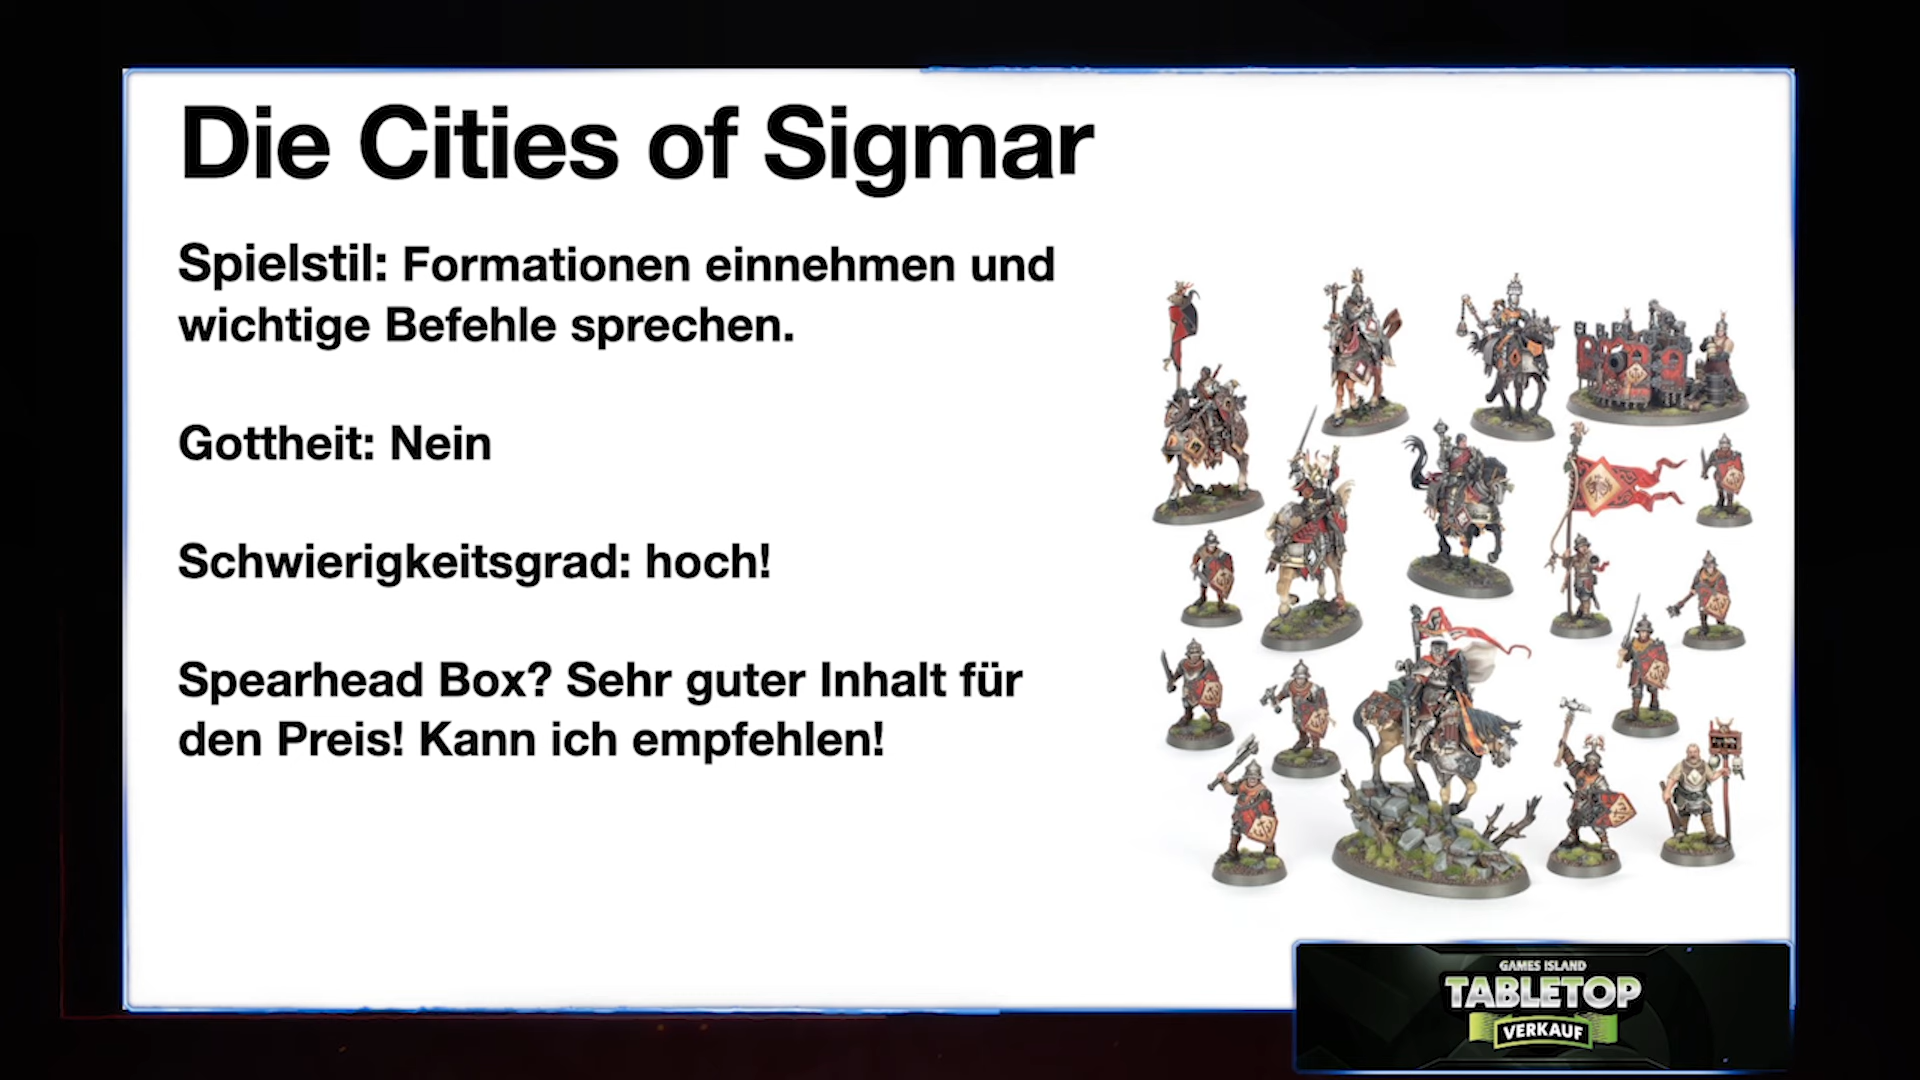 Die Cities of Sigmar
Spielstil: Formationen einnehmen und
wichtige Befehle sprechen.
Gottheit: Nein
Schwierigkeitsgrad: hoch!
Spearhead Box? Sehr guter Inhalt für
den Preis! Kann ich empfehlen!
GAMES ISLAND
TABLETOP
VERKAUF